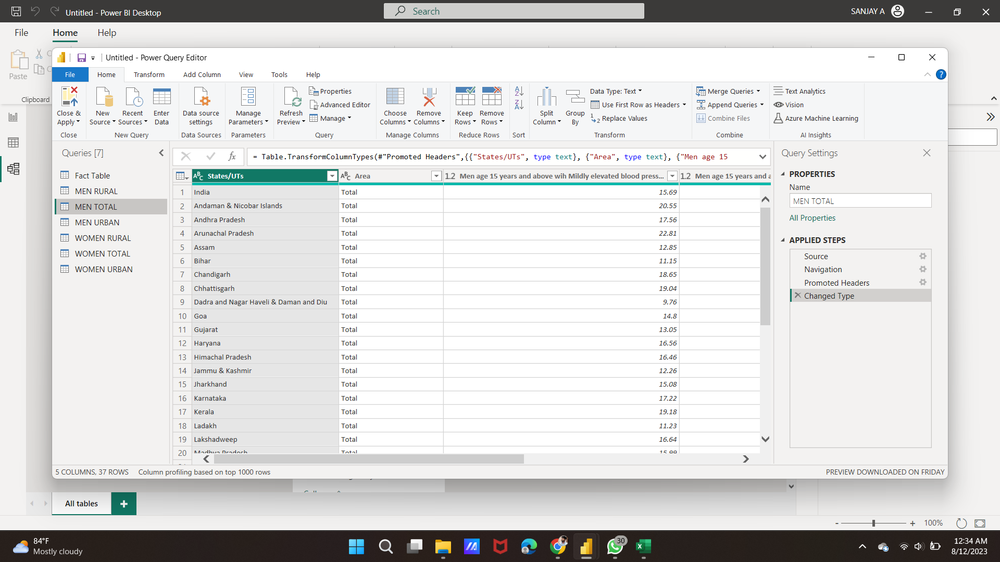 Untitled - Power BI Desktop
Search
SANJAY A
File
Home
Help
Paste
Clipboard
Untitled - Power Query Editor
File
Home
Transform
Add Column
View
Tools
Help
Close &
Apply
New
Source
Recent
Sources
Enter
Data
Data source
settings
Manage
Parameters
Refresh
Preview
Properties
Advanced Editor
Manage
Choose
Columns
Remove
Columns
Keep
Rows
Remove
Rows
Split
Column
Group
By
Data Type: Text
Use First Row as Headers
Replace Values
Merge Queries
Append Queries
Combine Files
Text Analytics
Vision
Azure Machine Learning
Close
New Query
Data Sources
Parameters
Query
Manage Columns
Reduce Rows
Sort
Transform
Combine
AI Insights
Queries [7]
Fact Table
MEN RURAL
MEN TOTAL
MEN URBAN
WOMEN RURAL
WOMEN TOTAL
WOMEN URBAN
fx
= Table.TransformColumnTypes(#"Promoted Headers",{{"States/UTs", type text}, {"Area", type text}, {"Men age 15
ABC States/UTs ABC Area 1.2 Men age 15 years and above wih Mildly elevated blood press... 1.2 Men age 15 years and a
1 India Total 15.69
2 Andaman & Nicobar Islands Total 20.55
3 Andhra Pradesh Total 17.56
4 Arunachal Pradesh Total 22.81
5 Assam Total 12.85
6 Bihar Total 11.15
7 Chandigarh Total 18.65
8 Chhattisgarh Total 19.04
9 Dadra and Nagar Haveli & Daman and Diu Total 9.76
10 Goa Total 14.8
11 Gujarat Total 13.05
12 Haryana Total 16.56
13 Himachal Pradesh Total 16.46
14 Jammu & Kashmir Total 12.26
15 Jharkhand Total 15.08
16 Karnataka Total 17.22
17 Kerala Total 19.18
18 Ladakh Total 11.23
19 Lakshadweep Total 16.64
20 Madhya Pradesh Total 15.99
Query Settings
PROPERTIES
Name
MEN TOTAL
All Properties
APPLIED STEPS
Source
Navigation
Promoted Headers
Changed Type
5 COLUMNS, 37 ROWS Column profiling based on top 1000 rows
PREVIEW DOWNLOADED ON FRIDAY
All tables
100%
84°F
Mostly cloudy
30
12:34 AM
8/12/2023